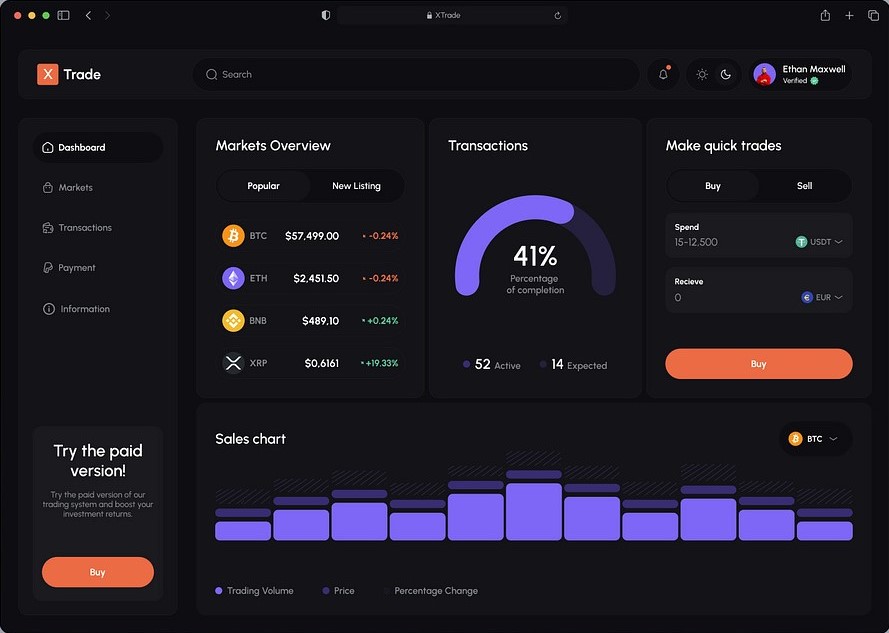 XTrade
X Trade
Search
Ethan Maxwell
Verified
Dashboard
Markets
Transactions
Payment
Information
Try the paid
version!
Try the paid version of our
trading system and boost your
investment returns.
Buy
Markets Overview
Popular New Listing
BTC $57,499.00 -0.24%
ETH $2,451.50 -0.24%
BNB $489,10 +0.24%
XRP $0,6161 +19.33%
Transactions
41%
Percentage
of completion
52 Active 14 Expected
Make quick trades
Buy Sell
Spend
15-12,500 USDT
Recieve
0 EUR
Buy
Sales chart
BTC
Trading Volume Price Percentage Change